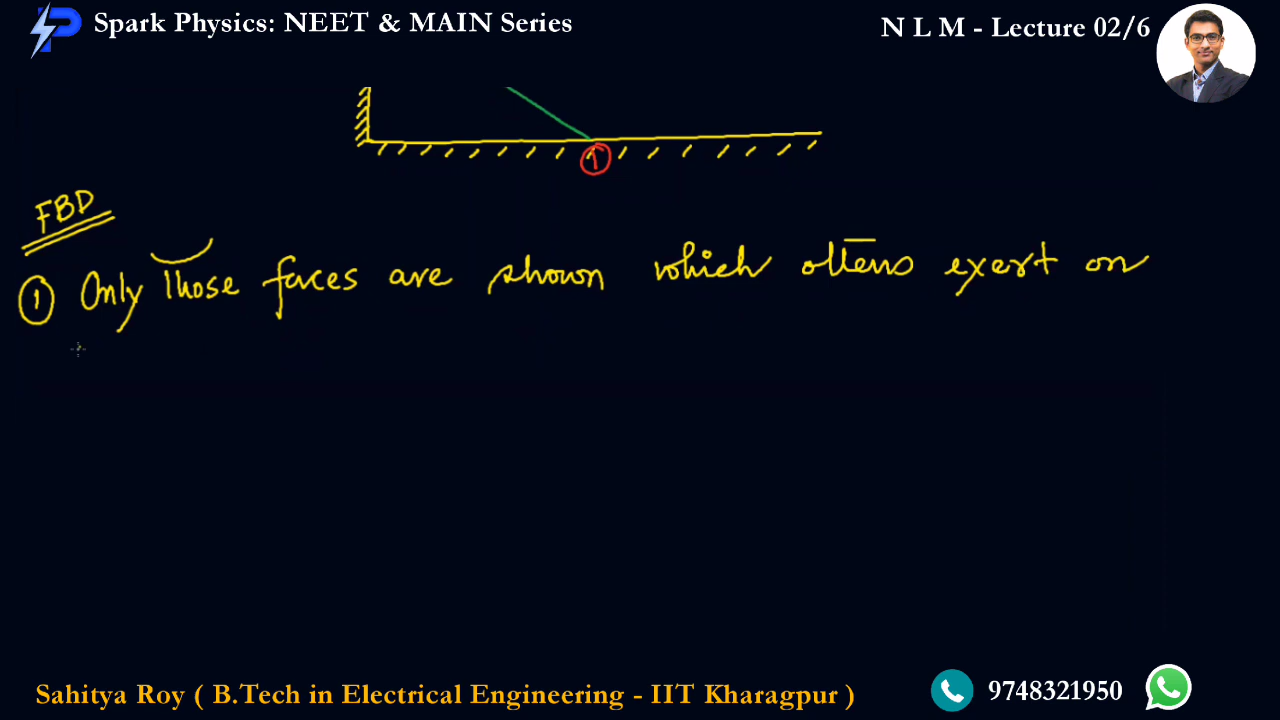 Spark Physics: NEET & MAIN Series
N L M - Lecture 02/6
①
FBD
① Only those forces are shown which others exert on
Sahitya Roy ( B.Tech in Electrical Engineering - IIT Kharagpur )
9748321950